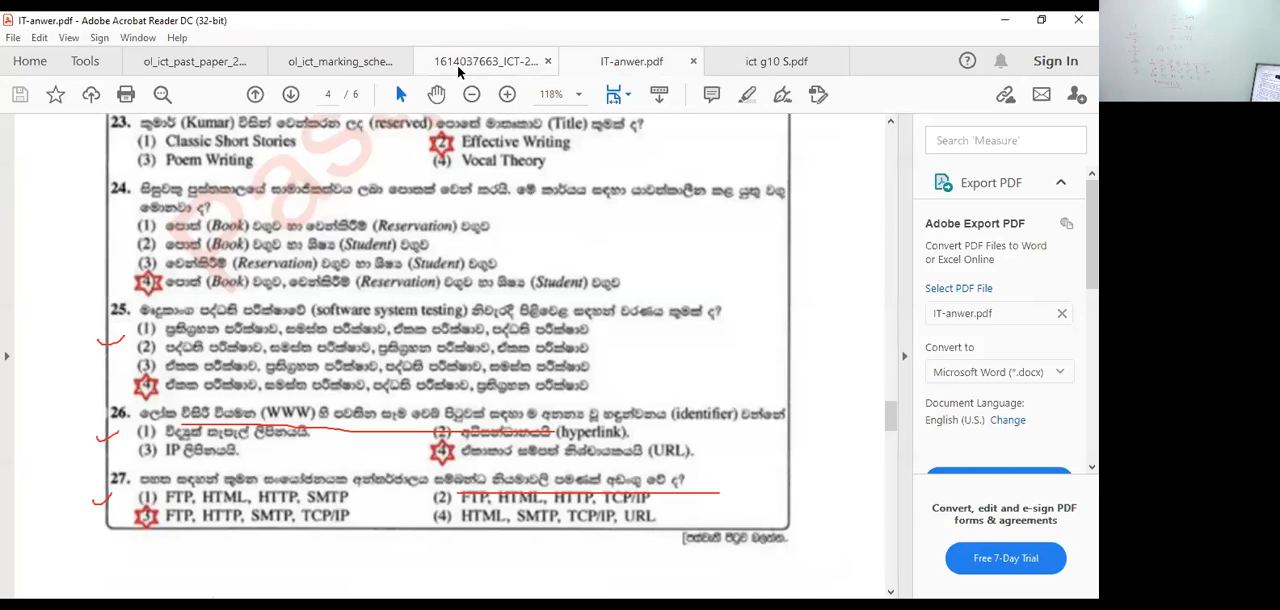 IT-anwer.pdf - Adobe Acrobat Reader DC (32-bit)
File Edit View Sign Window Help
Home Tools ol_ict_past_paper_2... ol_ict_marking_sche... 1614037663_ICT-2... × IT-anwer.pdf × ict g10 S.pdf Sign In
4 / 6 118%
23. කුමාර් (Kumar) විසින් වෙන්කරන ලද (reserved) පොතේ මාතෘකාව (Title) කුමක් ද?
(1) Classic Short Stories (2) Effective Writing
(3) Poem Writing (4) Vocal Theory
24. සිසුවකු පුස්තකාලයේ සාමාජිකත්වය ලබා පොතක් වෙන් කරයි. මේ කාර්යය සඳහා යාවත්කාලීන කළ යුතු වගු
මොනවා ද?
(1) පොත් (Book) වගුව හා වෙන්කිරීම් (Reservation) වගුව
(2) පොත් (Book) වගුව හා ශිෂ්‍ය (Student) වගුව
(3) වෙන්කිරීම් (Reservation) වගුව හා ශිෂ්‍ය (Student) වගුව
(4) පොත් (Book) වගුව, වෙන්කිරීම් (Reservation) වගුව හා ශිෂ්‍ය (Student) වගුව
25. මෘදුකාංග පද්ධති පරීක්ෂාවේ (software system testing) නිවැරදි පිළිවෙළ සඳහන් වරණය කුමක් ද?
(1) ප්‍රතිග්‍රහන පරීක්ෂාව, සමස්ත පරීක්ෂාව, ඒකක පරීක්ෂාව, පද්ධති පරීක්ෂාව
(2) පද්ධති පරීක්ෂාව, සමස්ත පරීක්ෂාව, ප්‍රතිග්‍රහන පරීක්ෂාව, ඒකක පරීක්ෂාව
(3) ඒකක පරීක්ෂාව, ප්‍රතිග්‍රහන පරීක්ෂාව, පද්ධති පරීක්ෂාව, සමස්ත පරීක්ෂාව
(4) ඒකක පරීක්ෂාව, සමස්ත පරීක්ෂාව, පද්ධති පරීක්ෂාව, ප්‍රතිග්‍රහන පරීක්ෂාව
26. ලෝක විසිරි වියමන (WWW) හි පවතින සෑම වෙබ් පිටුවක් සඳහා ම අනන්‍ය වූ හඳුන්වනය (identifier) වන්නේ
(1) විද්‍යුත් තැපැල් ලිපිනයයි. (2) අධිසන්ධානයයි (hyperlink).
(3) IP ලිපිනයයි. (4) ඒකාකාර සම්පත් නිශ්චායකයයි (URL).
27. පහත සඳහන් කුමන සංයෝජනයක අන්තර්ජාලය සම්බන්ධ නියමාවලි පමණක් අඩංගු වේ ද?
(1) FTP, HTML, HTTP, SMTP (2) FTP, HTML, HTTP, TCP/IP
(3) FTP, HTTP, SMTP, TCP/IP (4) HTML, SMTP, TCP/IP, URL
[පස්වැනි පිටුව බලන්න.
Search 'Measure'
Export PDF
Adobe Export PDF
Convert PDF Files to Word
or Excel Online
Select PDF File
IT-anwer.pdf
Convert to
Microsoft Word (*.docx)
Document Language:
English (U.S.) Change
Convert, edit and e-sign PDF
forms & agreements
Free 7-Day Trial